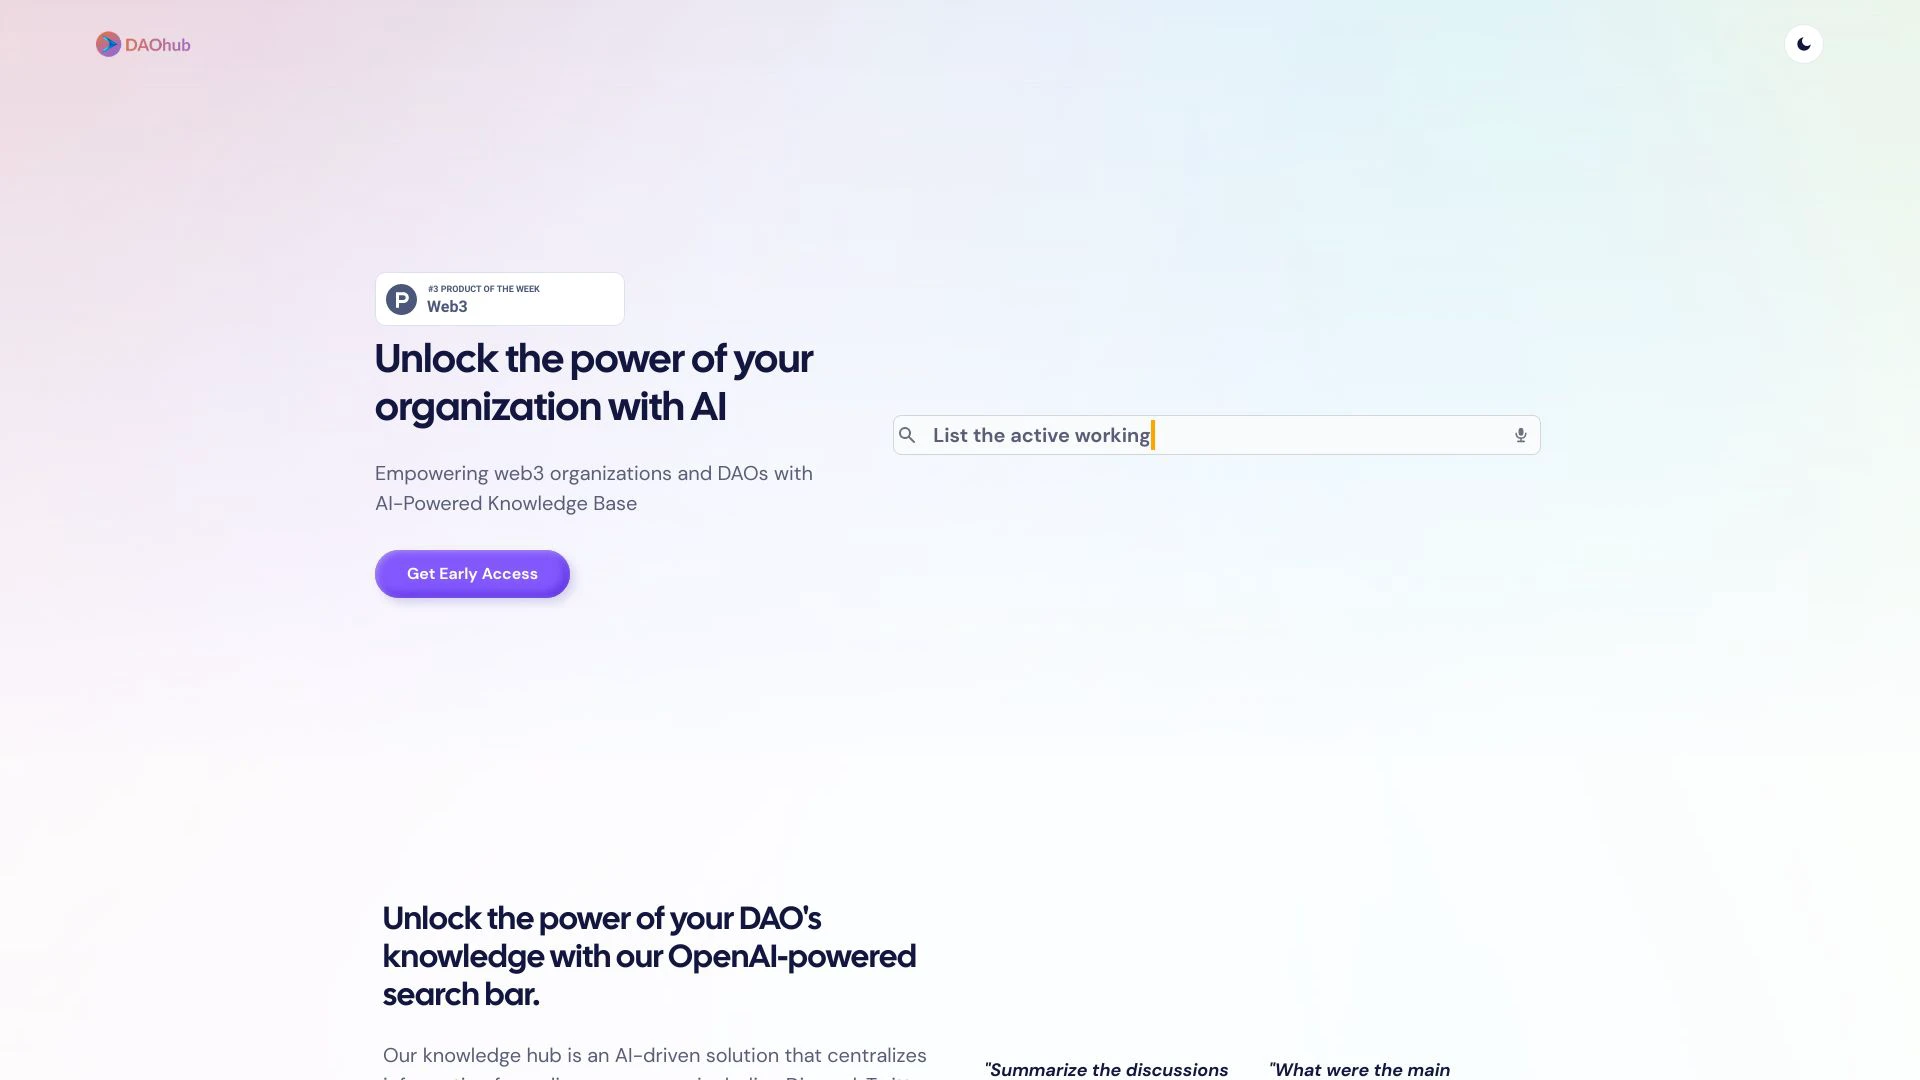 DAOhub
#3 PRODUCT OF THE WEEK
Web3
Unlock the power of your
organization with AI
Empowering web3 organizations and DAOs with
AI-Powered Knowledge Base
Get Early Access
List the active working
Unlock the power of your DAO's
knowledge with our OpenAI-powered
search bar.
Our knowledge hub is an AI-driven solution that centralizes
"Summarize the discussions
"What were the main